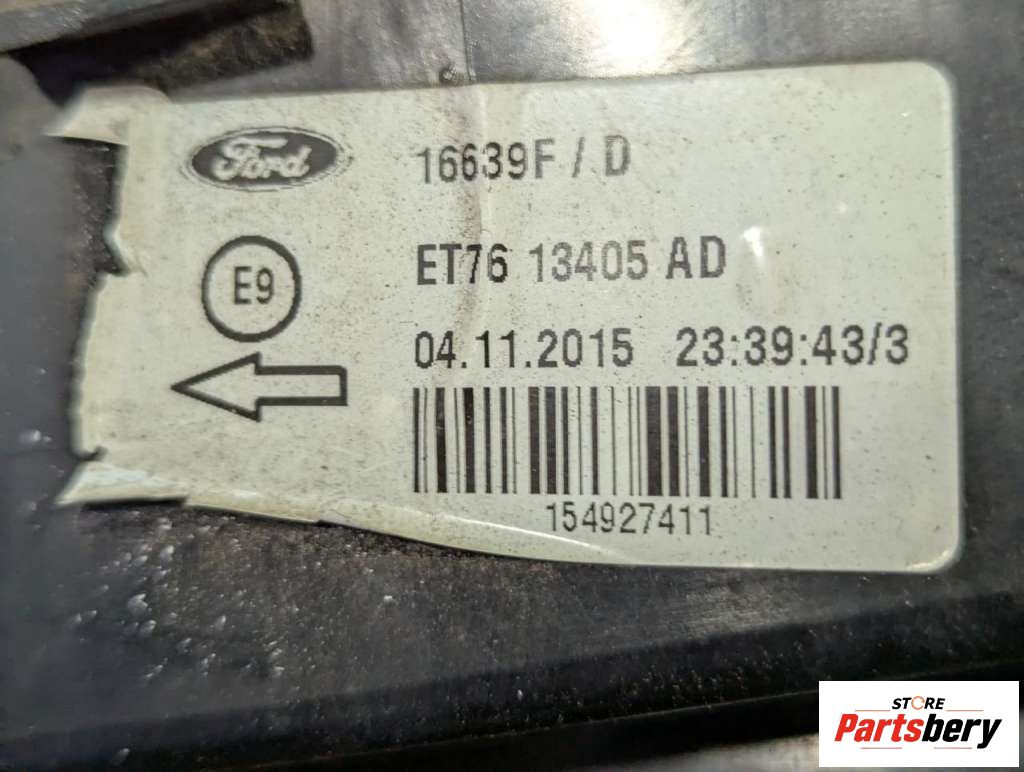 Ford
16639F / D
E9
ET76 13405 AD
04.11.2015 23:39:43/3
154927411
STORE
Partsbery